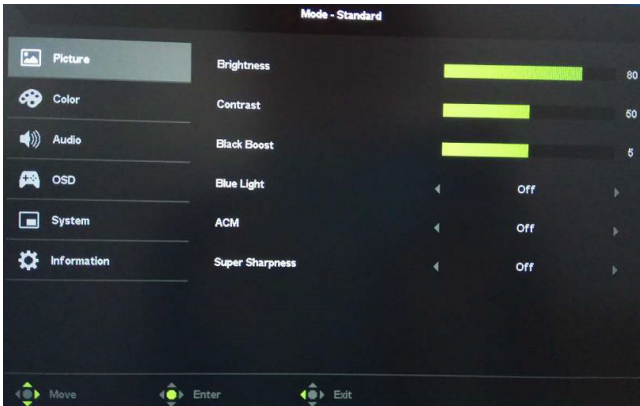 Mode - Standard
Picture
Brightness 80
Color
Contrast 50
Audio
Black Boost 5
OSD
Blue Light Off
System
ACM Off
Information
Super Sharpness Off
Move Enter Exit